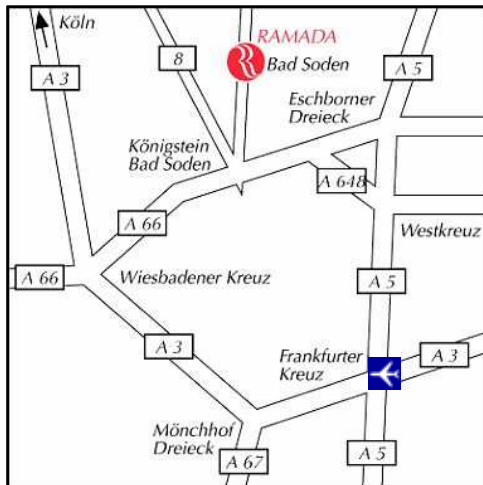 Köln
RAMADA
A 3
8
Bad Soden
A 5
Eschborner
Dreieck
Königstein
Bad Soden
A 648
A 66
Westkreuz
A 66
Wiesbadener Kreuz
A 5
A 3
Frankfurter
Kreuz
A 3
Mönchhof
Dreieck
A 67
A 5